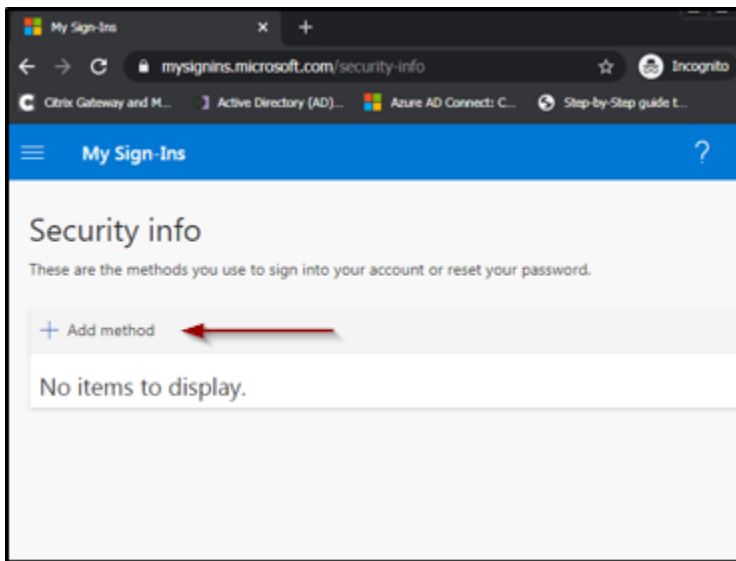 My Sign-Ins
mysignins.microsoft.com/security-info
Incognito
Citrix Gateway and M... Active Directory (AD)... Azure AD Connect: C... Step-by-Step guide t...
My Sign-Ins ?
Security info
These are the methods you use to sign into your account or reset your password.
+ Add method
No items to display.